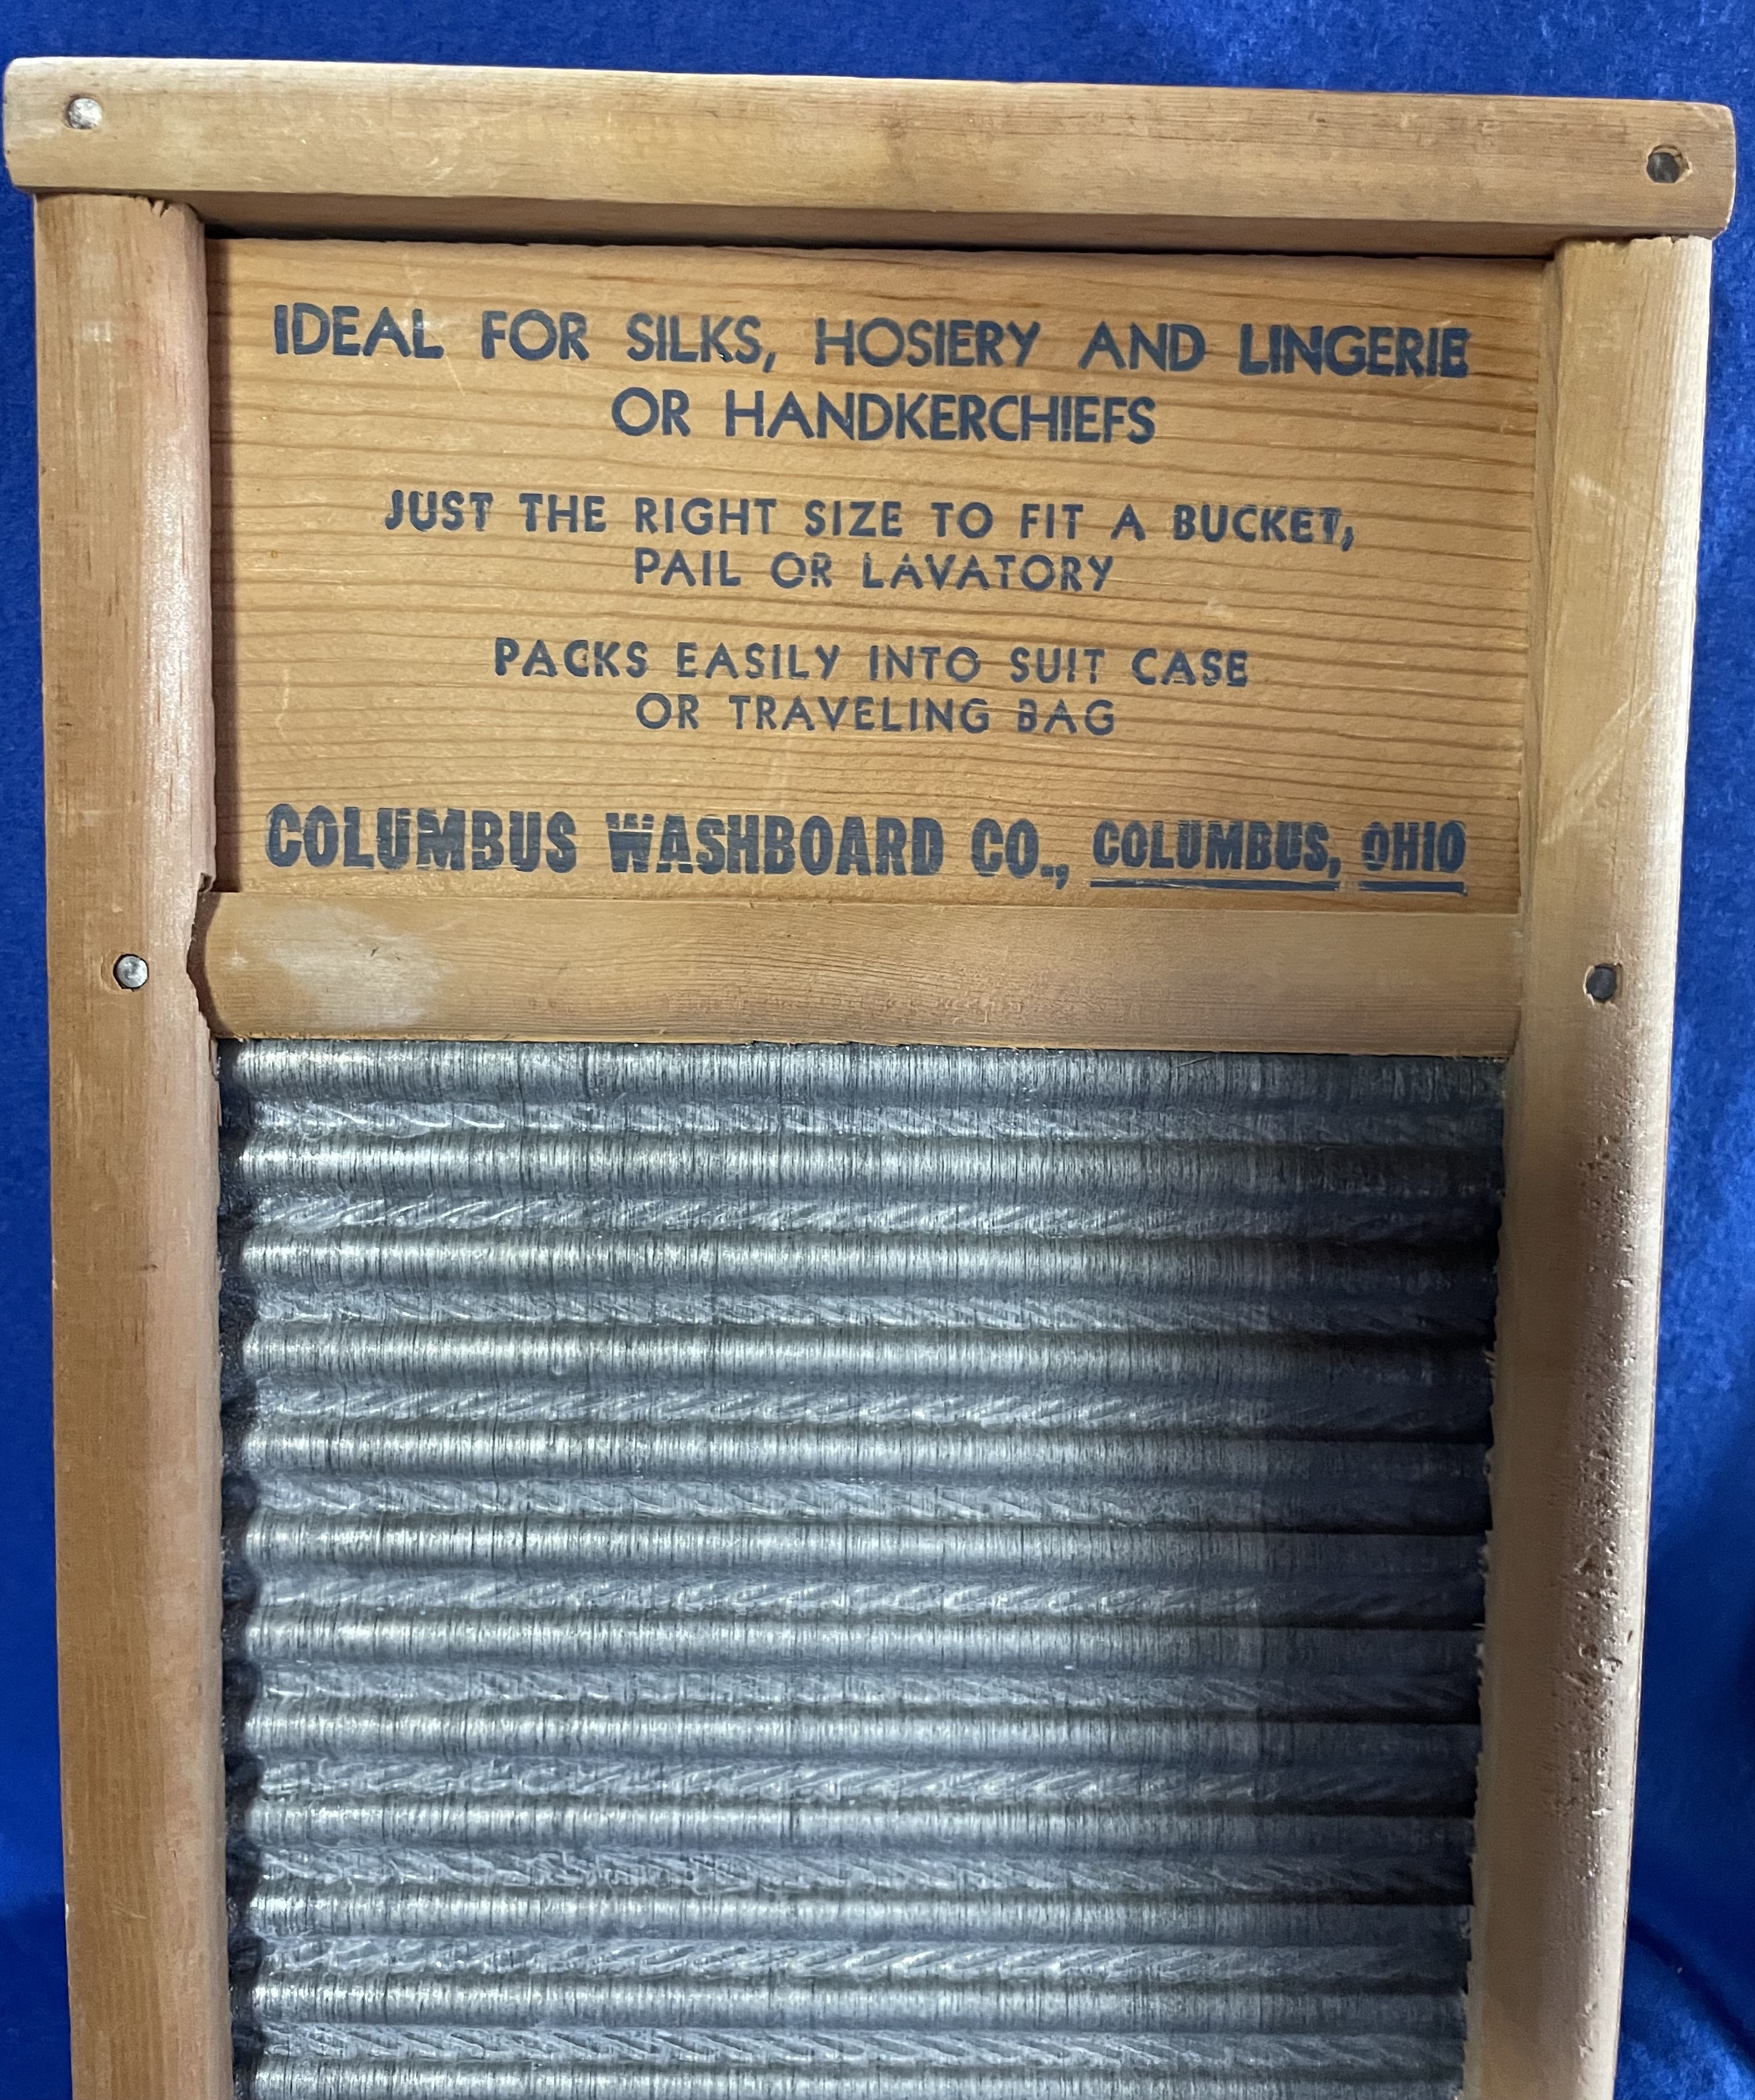 IDEAL FOR SILKS, HOSIERY AND LINGERIE
OR HANDKERCHIEFS
JUST THE RIGHT SIZE TO FIT A BUCKET,
PAIL OR LAVATORY
PACKS EASILY INTO SUIT CASE
OR TRAVELING BAG
COLUMBUS WASHBOARD CO., COLUMBUS, OHIO